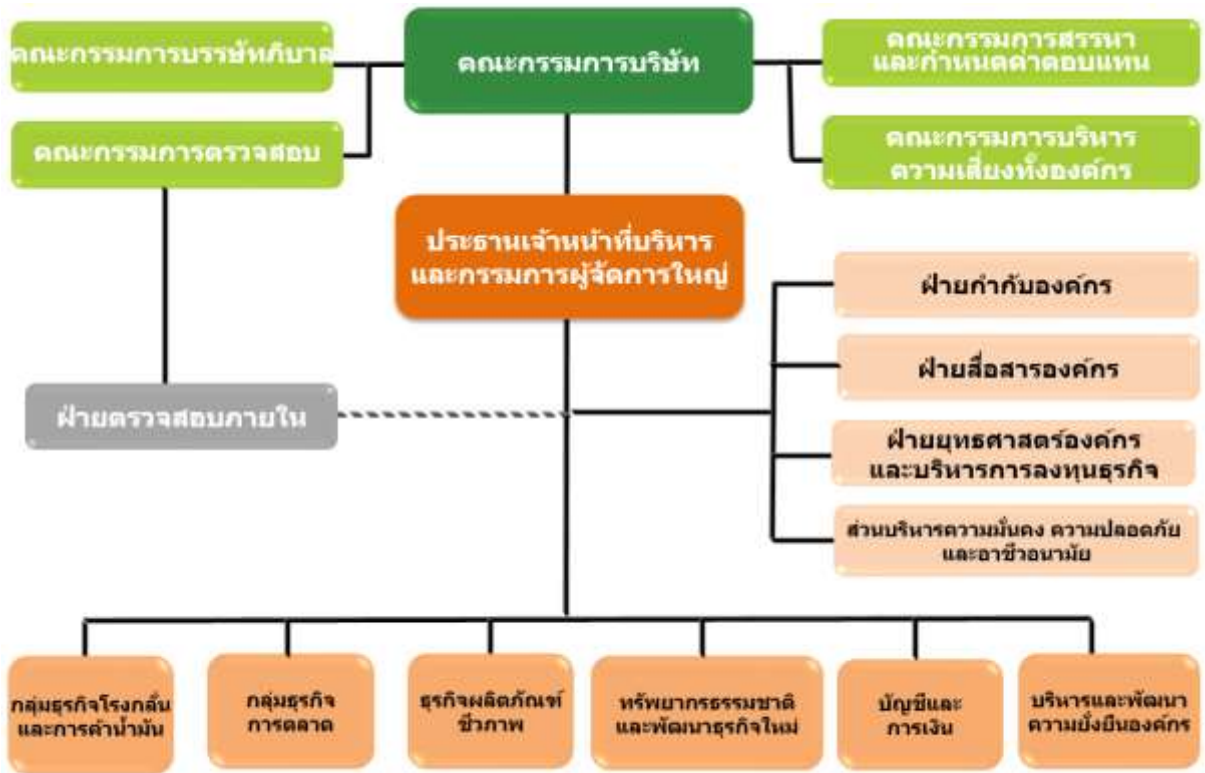 คณะกรรมการบรรษัทภิบาล
คณะกรรมการบริษัท
คณะกรรมการสรรหา
และกำหนดค่าตอบแทน
คณะกรรมการตรวจสอบ
คณะกรรมการบริหาร
ความเสี่ยงทั้งองค์กร
ประธานเจ้าหน้าที่บริหาร
และกรรมการผู้จัดการใหญ่
ฝ่ายกำกับองค์กร
ฝ่ายสื่อสารองค์กร
ฝ่ายตรวจสอบภายใน
ฝ่ายยุทธศาสตร์องค์กร
และบริหารการลงทุนธุรกิจ
ส่วนบริหารความมั่นคง ความปลอดภัย
และอาชีวอนามัย
กลุ่มธุรกิจโรงกลั่น
และการค้าน้ำมัน
กลุ่มธุรกิจ
การตลาด
ธุรกิจผลิตภัณฑ์
ชีวภาพ
ทรัพยากรธรรมชาติ
และพัฒนาธุรกิจใหม่
บัญชีและ
การเงิน
บริหารและพัฒนา
ความยั่งยืนองค์กร